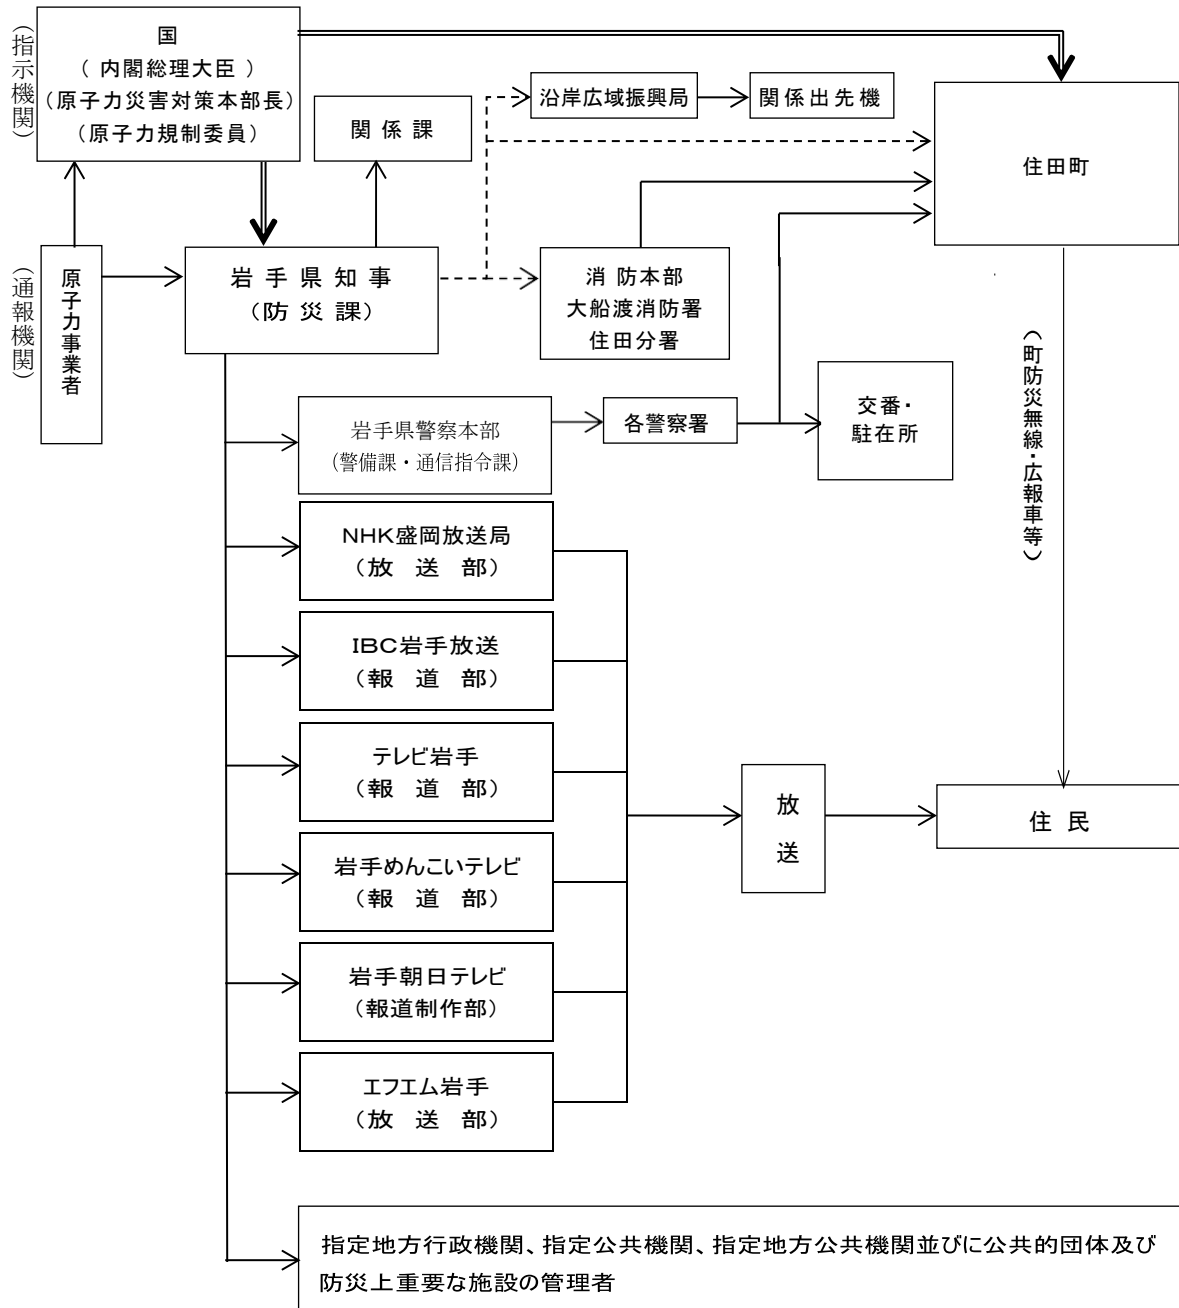 (指示機関)
国
(内閣総理大臣)
(原子力災害対策本部長)
(原子力規制委員)
関係課
沿岸広域振興局
関係出先機
住田町
(通報機関)
原子力事業者
岩手県知事
(防災課)
消防本部
大船渡消防署
住田分署
岩手県警察本部
(警備課・通信指令課)
各警察署
交番・
駐在所
(町防災無線・広報車等)
NHK盛岡放送局
(放送部)
IBC岩手放送
(報道部)
テレビ岩手
(報道部)
岩手めんこいテレビ
(報道部)
岩手朝日テレビ
(報道制作部)
エフエム岩手
(放送部)
放送
住民
指定地方行政機関、指定公共機関、指定地方公共機関並びに公共的団体及び
防災上重要な施設の管理者